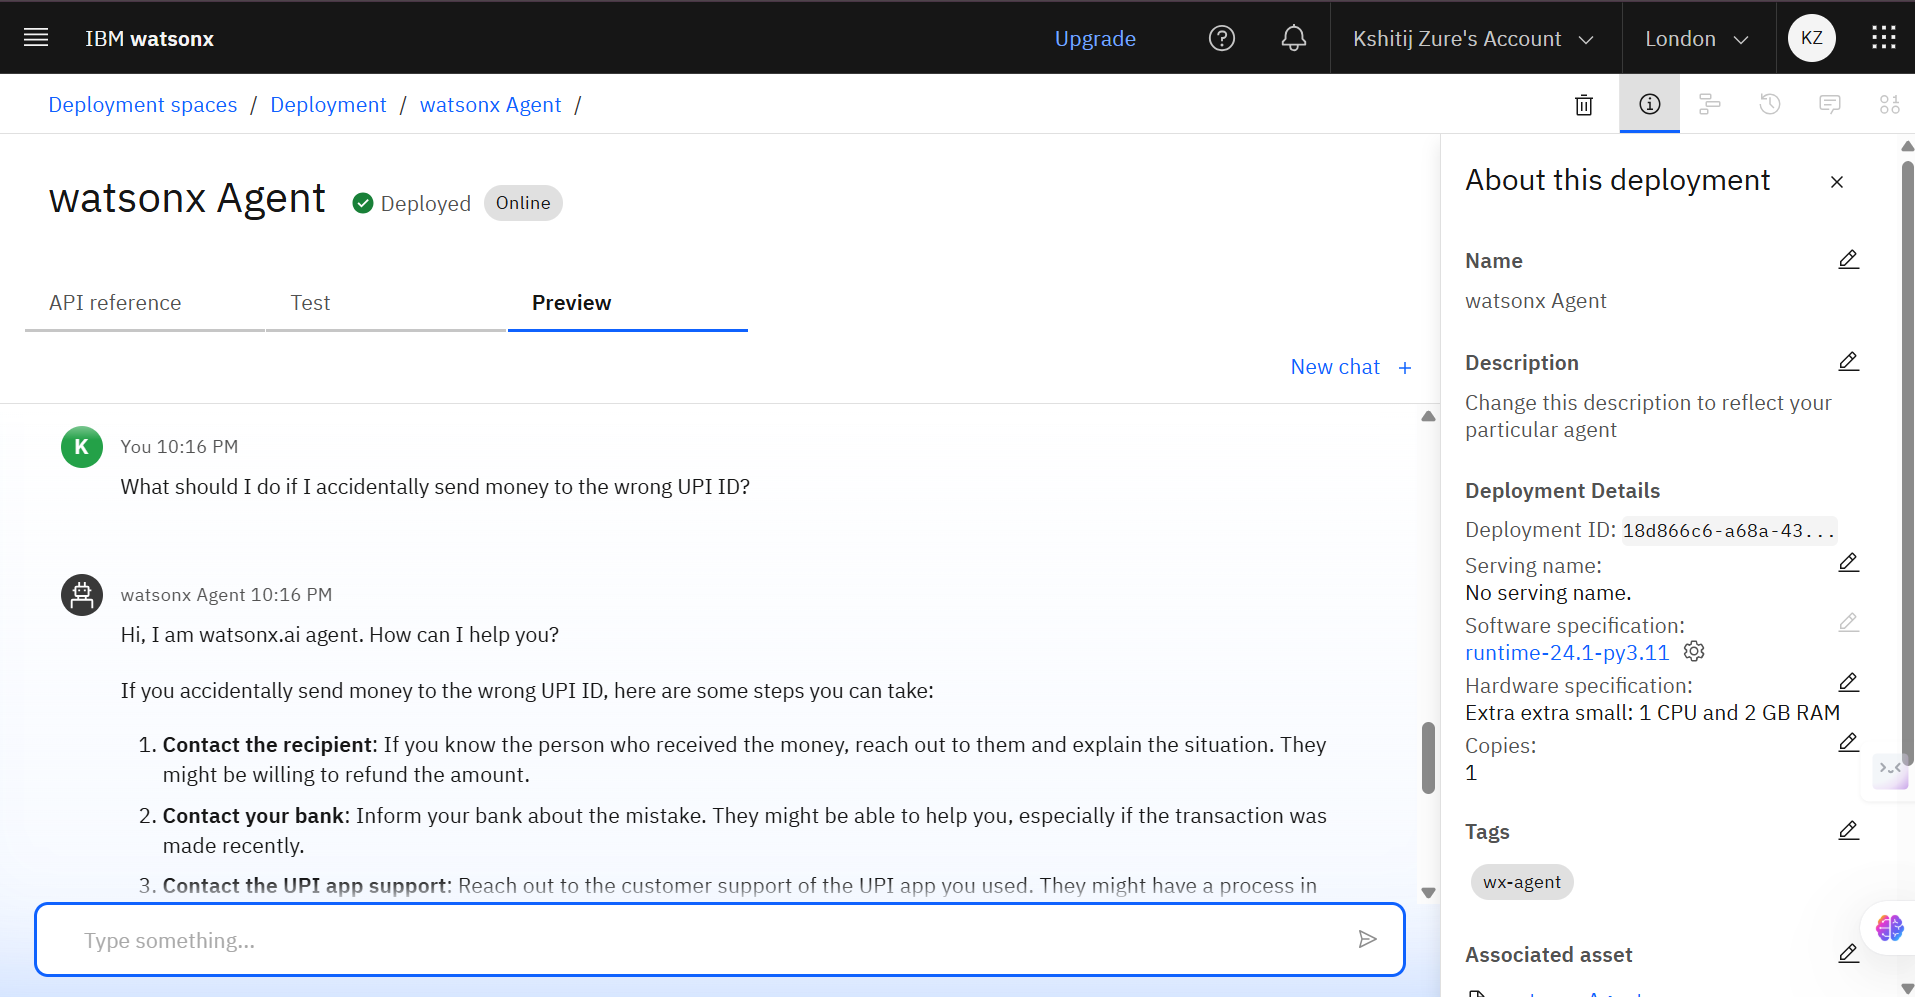 IBM watsonx
Upgrade
Kshitij Zure's Account
London
KZ
Deployment spaces / Deployment / watsonx Agent /
watsonx Agent
Deployed
Online
API reference
Test
Preview
New chat +
K
You 10:16 PM
What should I do if I accidentally send money to the wrong UPI ID?
watsonx Agent 10:16 PM
Hi, I am watsonx.ai agent. How can I help you?
If you accidentally send money to the wrong UPI ID, here are some steps you can take:
1. Contact the recipient: If you know the person who received the money, reach out to them and explain the situation. They
might be willing to refund the amount.
2. Contact your bank: Inform your bank about the mistake. They might be able to help you, especially if the transaction was
made recently.
3. Contact the UPI app support: Reach out to the customer support of the UPI app you used. They might have a process in
Type something...
About this deployment
Name
watsonx Agent
Description
Change this description to reflect your
particular agent
Deployment Details
Deployment ID: 18d866c6-a68a-43...
Serving name:
No serving name.
Software specification:
runtime-24.1-py3.11
Hardware specification:
Extra extra small: 1 CPU and 2 GB RAM
Copies:
1
Tags
wx-agent
Associated asset